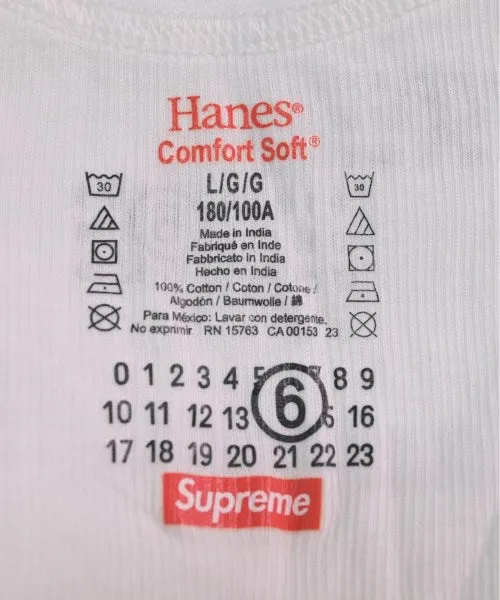 Hanes®
Comfort Soft®
L/G/G
180/100A
Made in India
Fabriqué en Inde
Fabbricato in India
Hecho en India
100% Cotton / Coton / Cotone /
Algodón / Baumwolle / 綿
Para México: Lavar con detergente.
No exprimir. RN 15763 CA 00153 23
30
30
0 1 2 3 4 5 7 8 9
10 11 12 13 6 16
17 18 19 20 21 22 23
Supreme